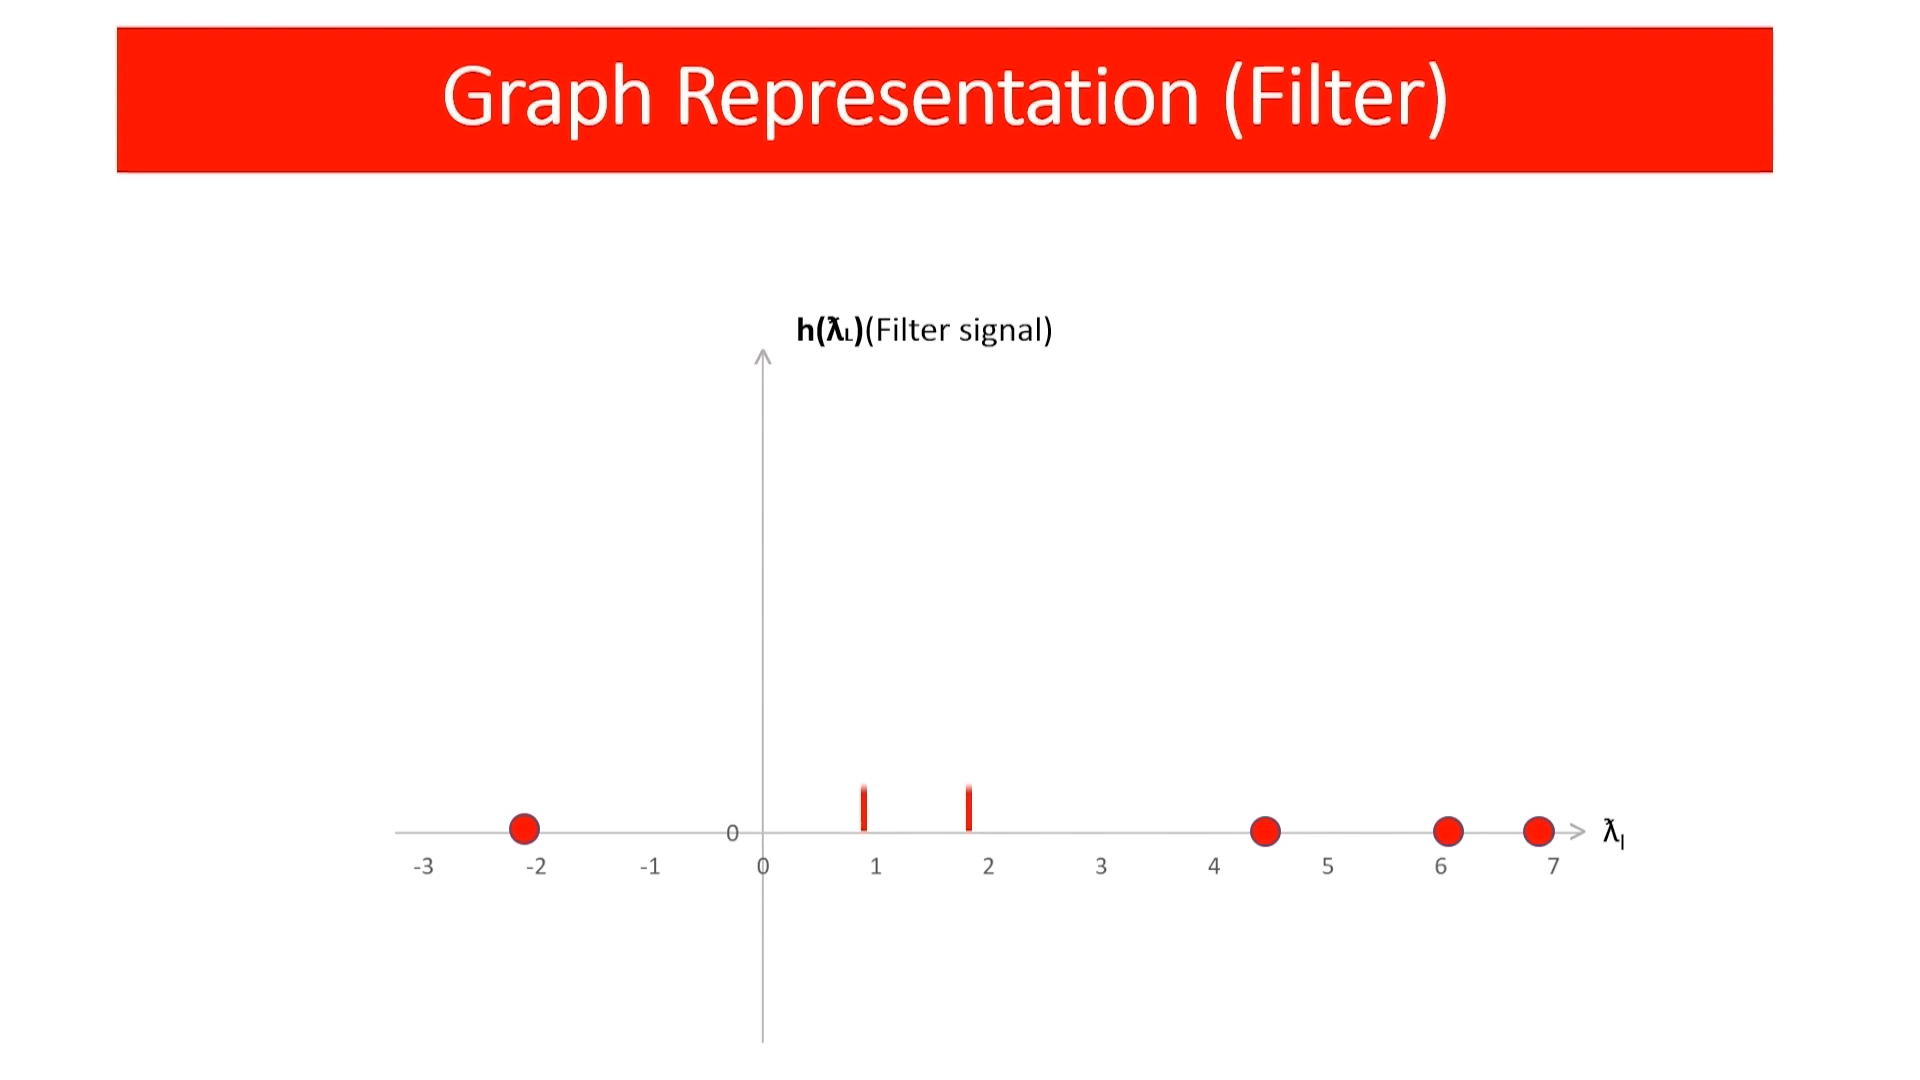 Graph Representation (Filter)
h(ƛL)(Filter signal)
0
ƛl
-3 -2 -1 0 1 2 3 4 5 6 7